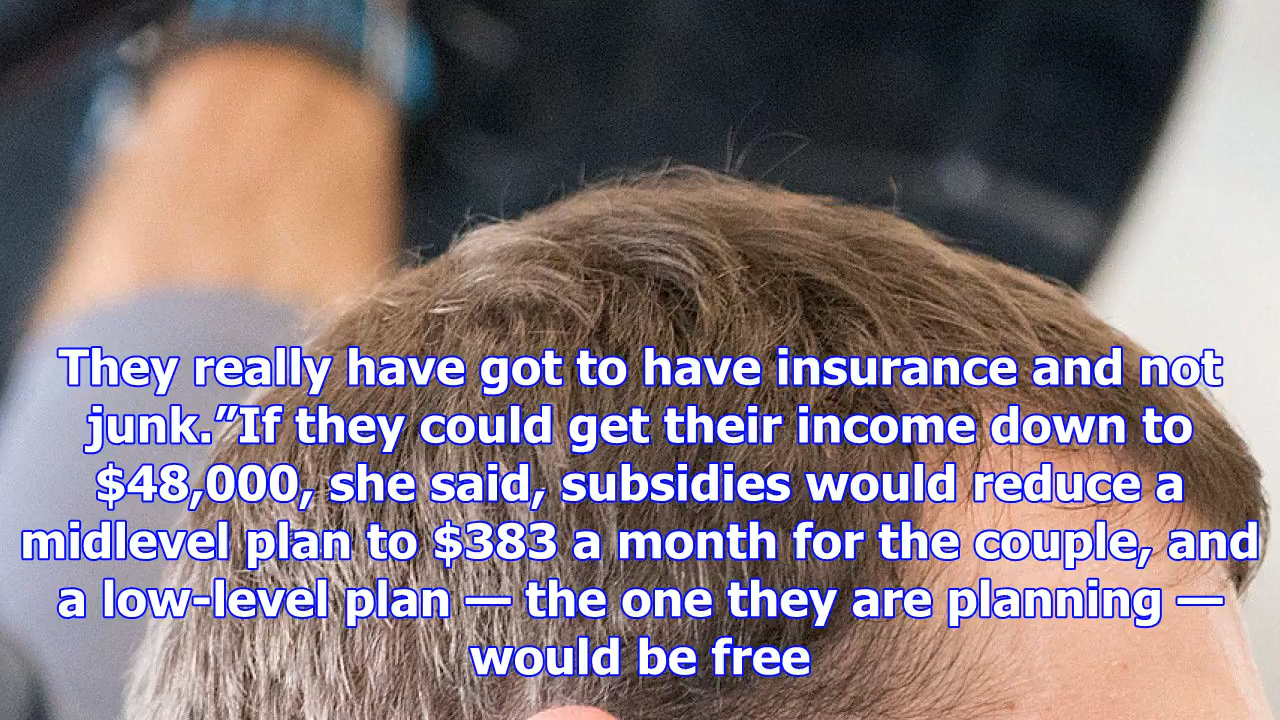 They really have got to have insurance and not
junk.”If they could get their income down to
$48,000, she said, subsidies would reduce a
midlevel plan to $383 a month for the couple, and
a low-level plan — the one they are planning —
would be free